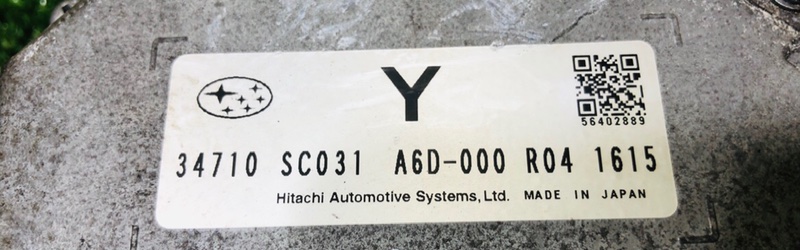 Y
56402889
34710 SC031 A6D-000 R04 1615
Hitachi Automotive Systems, Ltd. MADE IN JAPAN